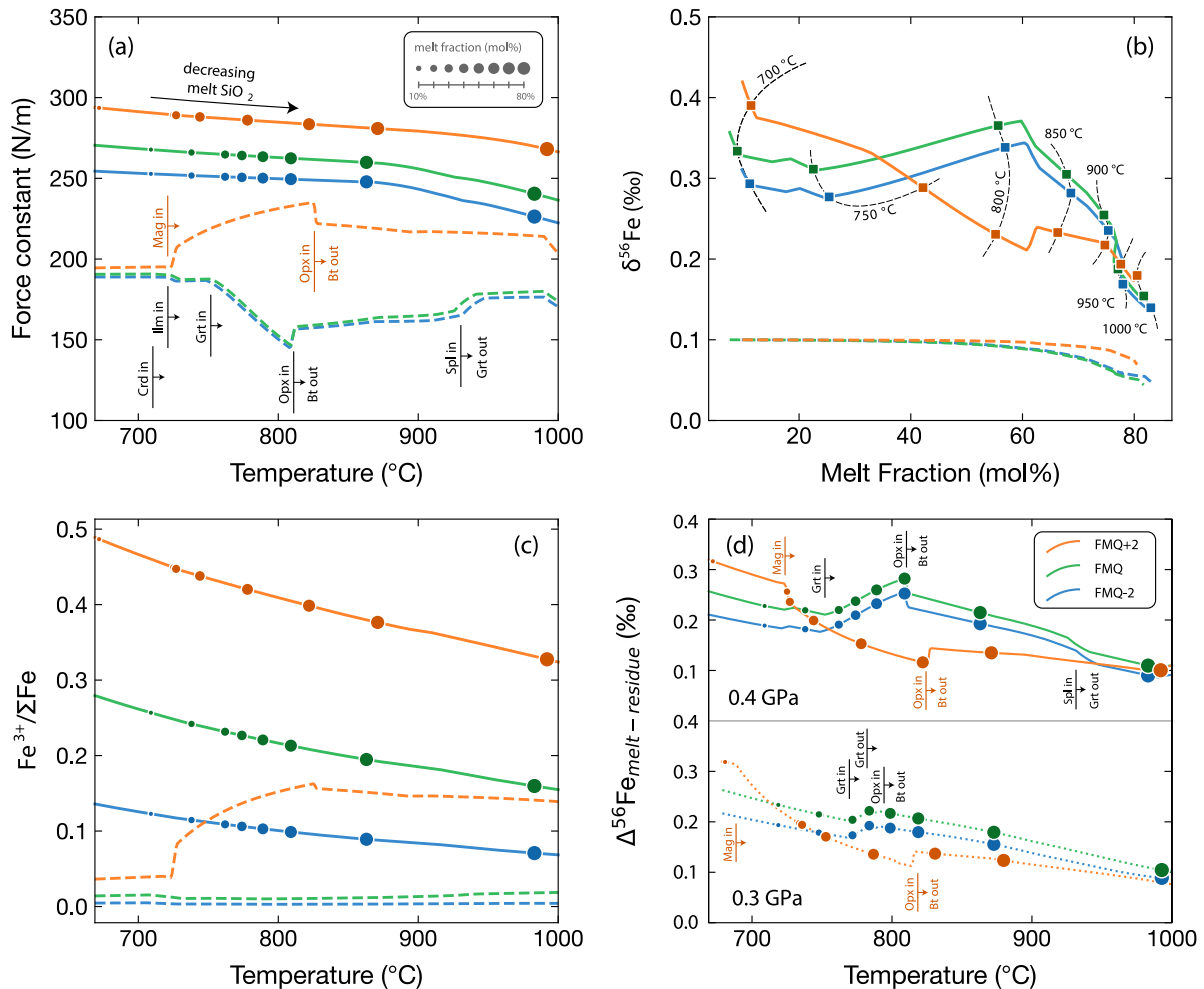 (a)
350
300
250
200
150
100
Force constant (N/m)
melt fraction (mol%)
10%
80%
decreasing
melt SiO2
Mag in
Opx in
Bt out
Ilm in
Grt in
Crd in
Opx in
Bt out
Spl in
Grt out
700
800
900
1000
Temperature (°C)
(b)
0.5
0.4
0.3
0.2
0.1
0.0
δ56Fe (‰)
700 °C
750 °C
800 °C
850 °C
900 °C
950 °C
1000 °C
20
40
60
80
Melt Fraction (mol%)
(c)
0.5
0.4
0.3
0.2
0.1
0.0
Fe3+/ΣFe
700
800
900
1000
Temperature (°C)
(d)
0.4
0.3
0.2
0.1
0.4
0.3
0.2
0.1
0.0
Δ56Femelt – residue (‰)
Mag in
Grt in
Opx in
Bt out
Opx in
Bt out
Spl in
Grt out
FMQ+2
FMQ
FMQ-2
0.4 GPa
Mag in
Grt in
Grt out
Opx in
Bt out
Opx in
Bt out
0.3 GPa
700
800
900
1000
Temperature (°C)